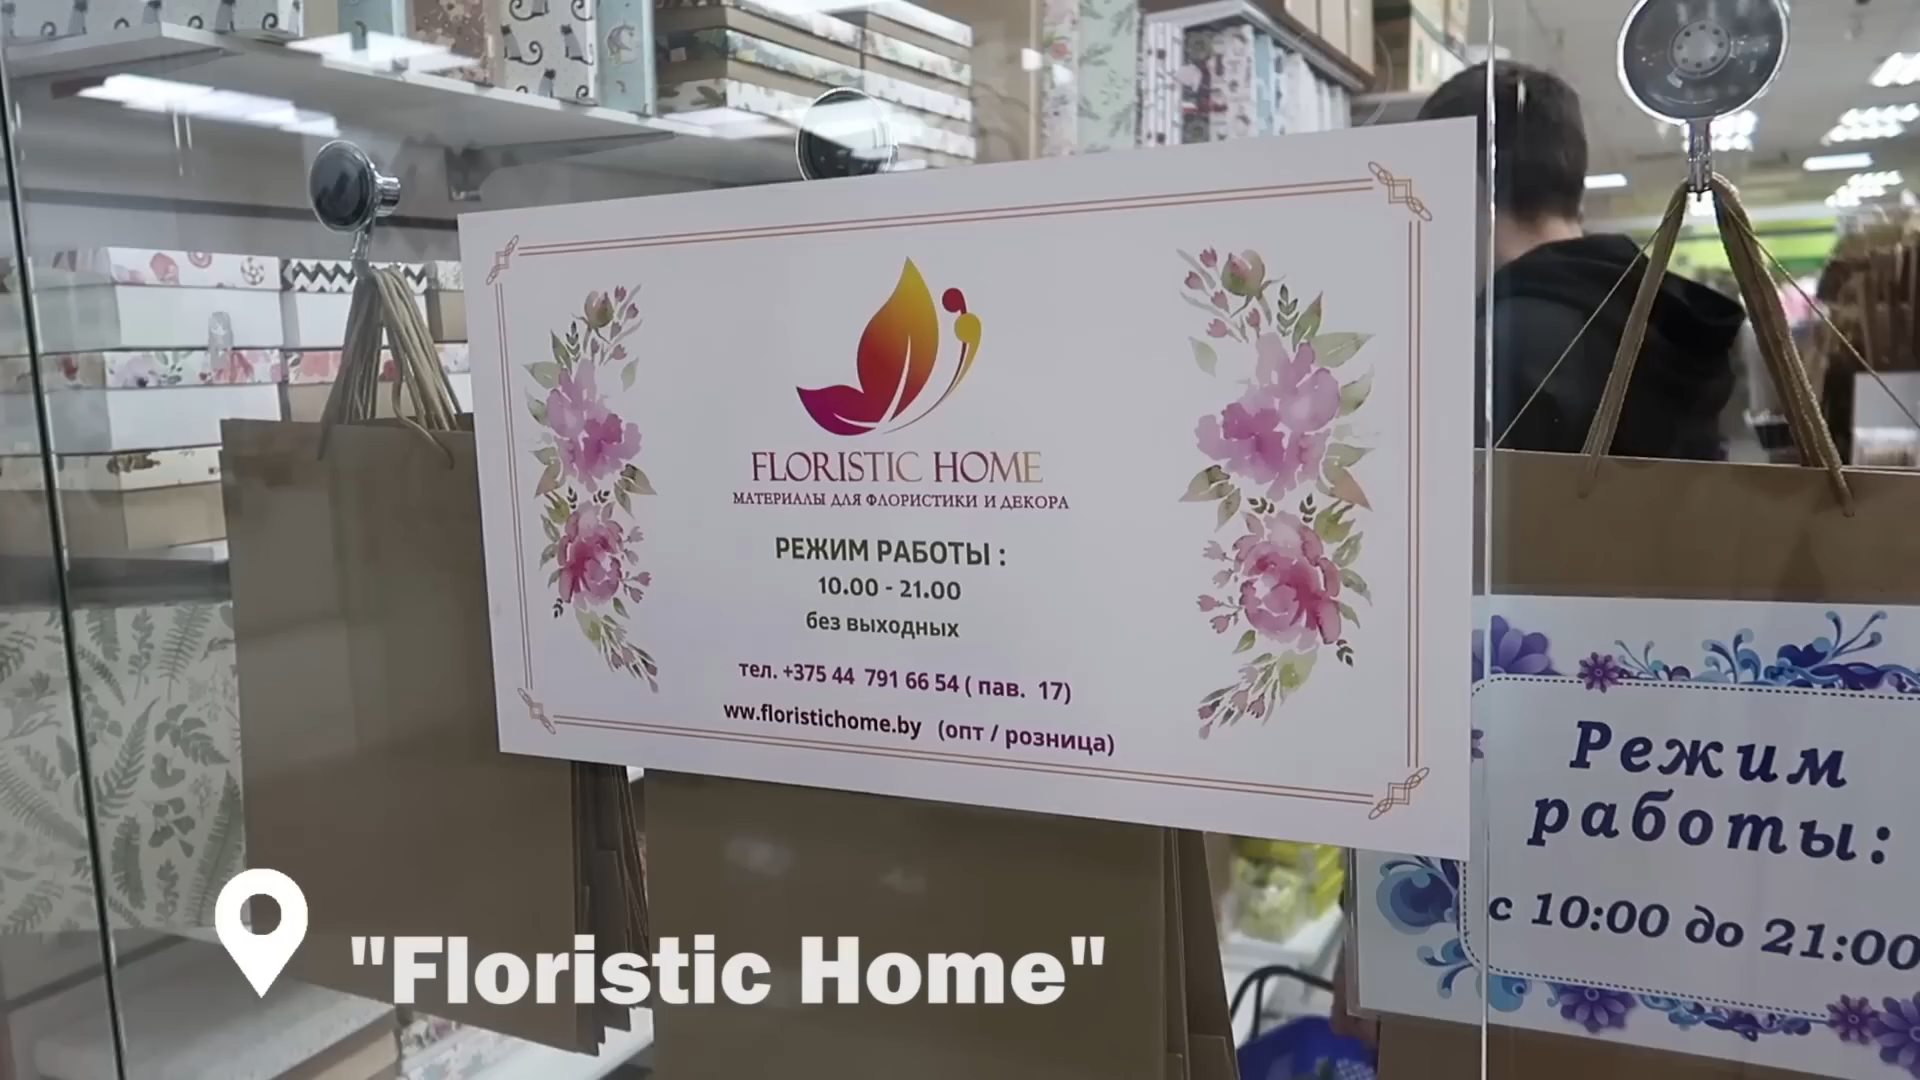 FLORISTIC HOME
МАТЕРИАЛЫ ДЛЯ ФЛОРИСТИКИ И ДЕКОРА
РЕЖИМ РАБОТЫ :
10.00 - 21.00
без выходных
тел. +375 44 791 66 54 ( пав. 17)
ww.floristichome.by (опт / розница)
Режим
работы:
с 10:00 до 21:00
"Floristic Home"